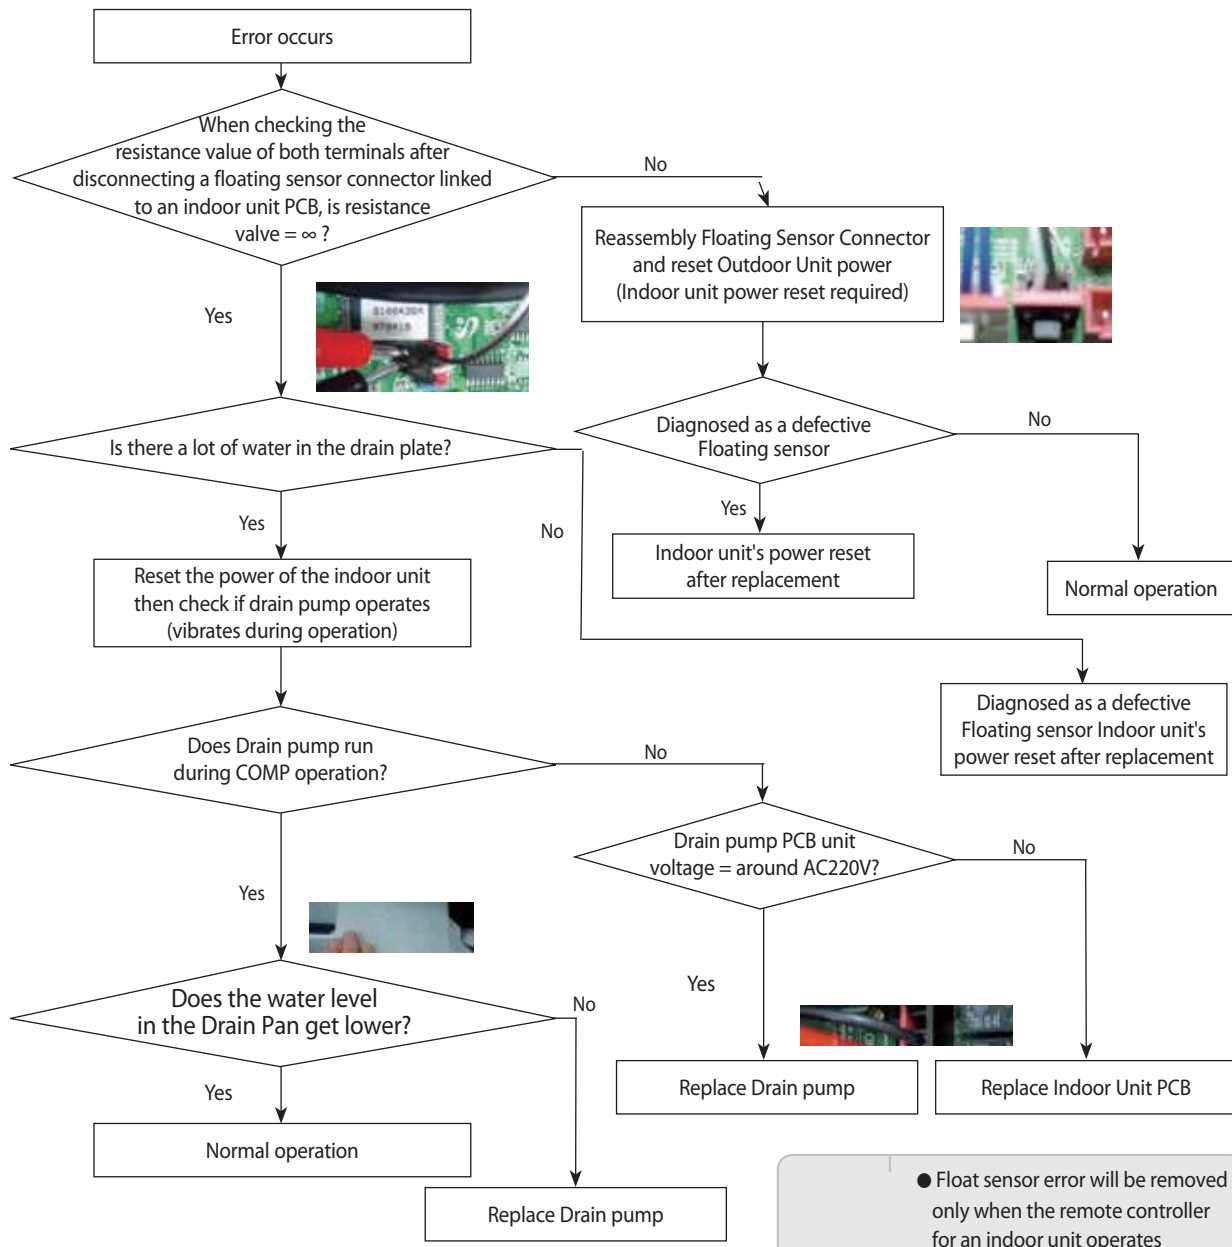 Error occurs
When checking the
resistance value of both terminals after
disconnecting a floating sensor connector linked
to an indoor unit PCB, is resistance
valve = ∞ ?
No
Reassembly Floating Sensor Connector
and reset Outdoor Unit power
(Indoor unit power reset required)
Yes
Is there a lot of water in the drain plate?
Diagnosed as a defective
Floating sensor
No
Yes
Indoor unit's power reset
after replacement
Normal operation
Yes
No
Reset the power of the indoor unit
then check if drain pump operates
(vibrates during operation)
Diagnosed as a defective
Floating sensor Indoor unit's
power reset after replacement
Does Drain pump run
during COMP operation?
No
Drain pump PCB unit
voltage = around AC220V?
No
Yes
Yes
Does the water level
in the Drain Pan get lower?
No
Replace Drain pump
Replace Indoor Unit PCB
Yes
Normal operation
Replace Drain pump
● Float sensor error will be removed
only when the remote controller
for an indoor unit operates